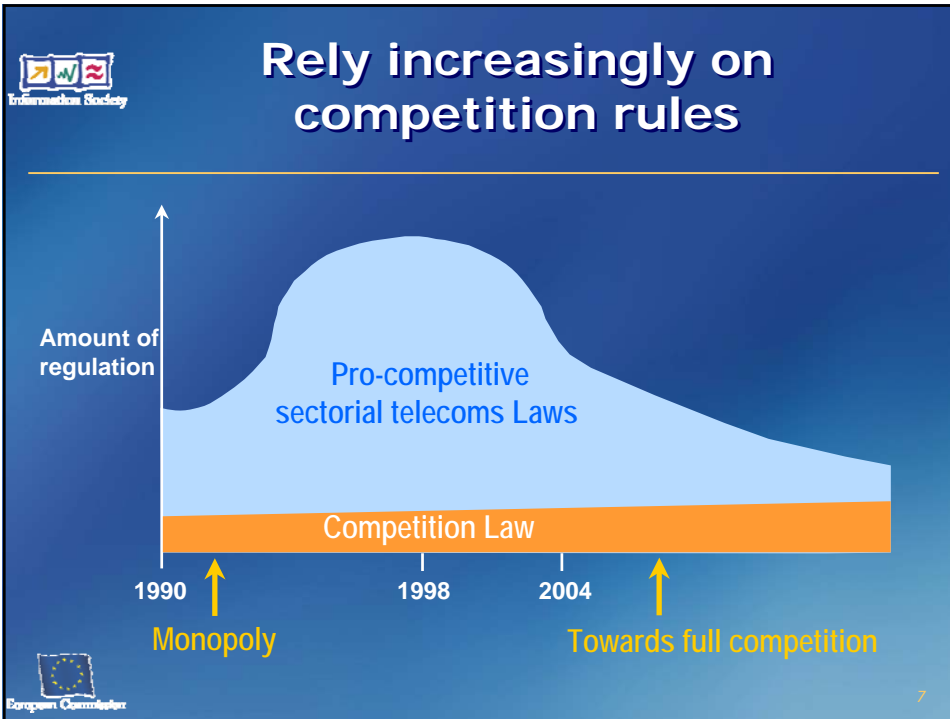 Information Society
Rely increasingly on
competition rules
Amount of
regulation
Pro-competitive
sectorial telecoms Laws
Competition Law
1990
1998
2004
Monopoly
Towards full competition
European Commission
7